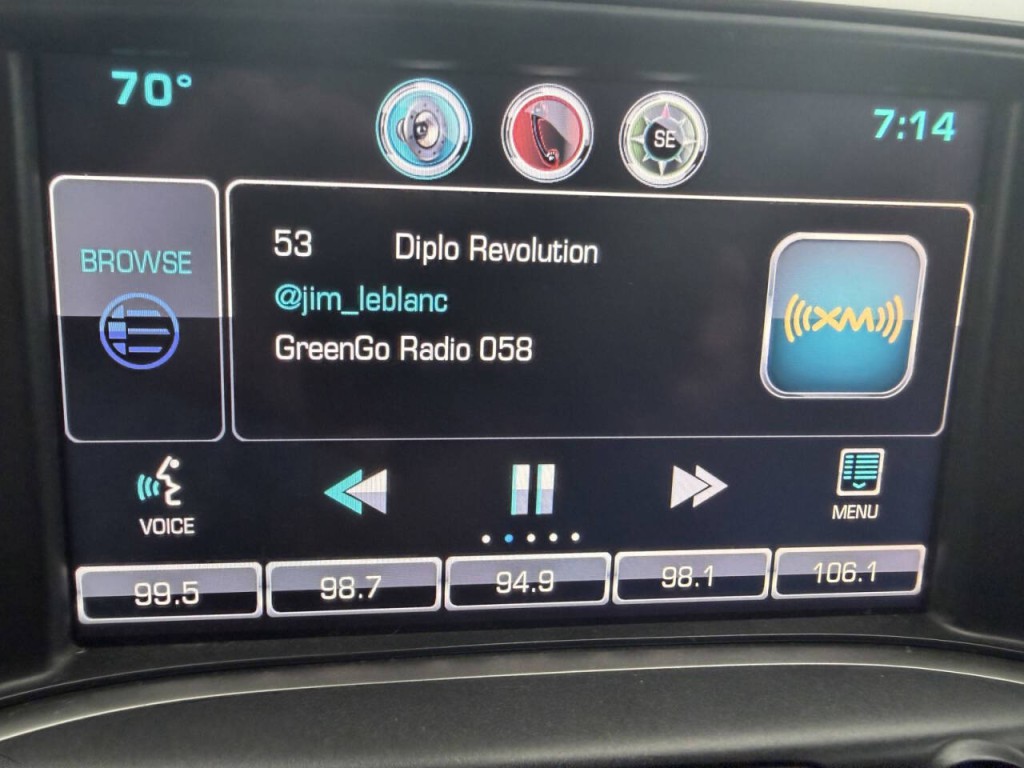 70°
SE
7:14
BROWSE
53 Diplo Revolution
@jim_leblanc
GreenGo Radio 058
((((XM))))
VOICE
MENU
99.5
98.7
94.9
98.1
106.1